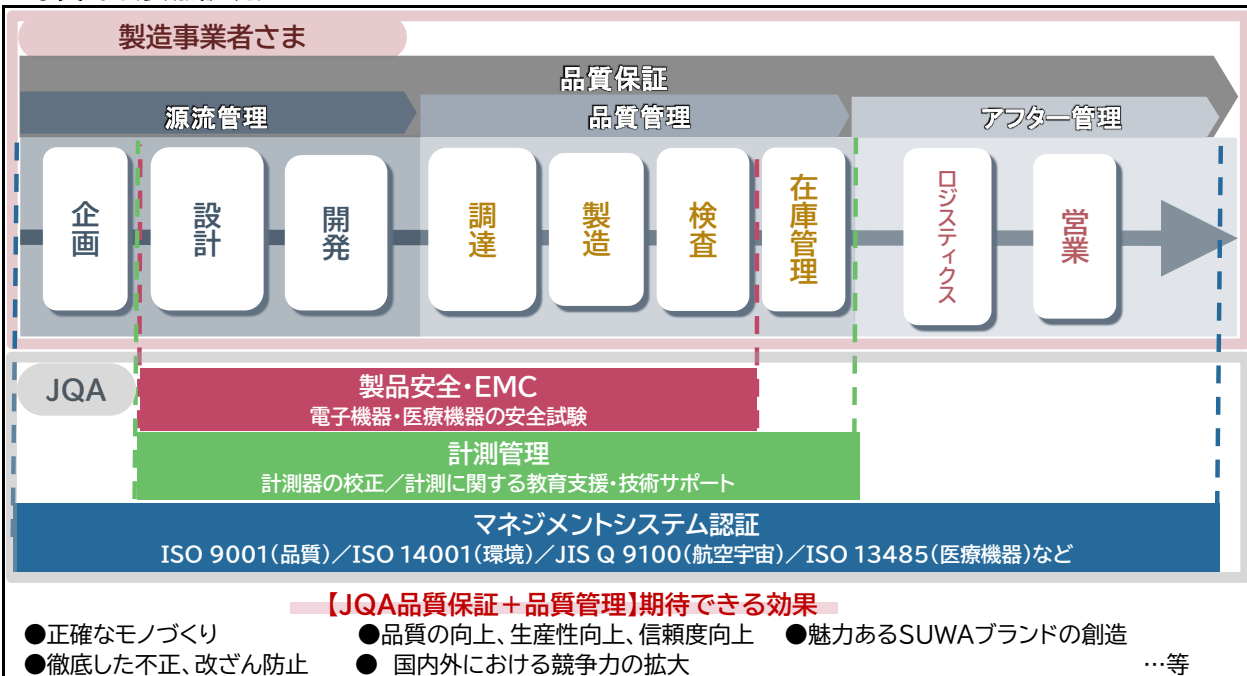 製造事業者さま
品質保証
源流管理
品質管理
アフター管理
企画
設計
開発
調達
製造
検査
在庫管理
ロジスティクス
営業
JQA
製品安全・EMC
電子機器・医療機器の安全試験
計測管理
計測器の校正／計測に関する教育支援・技術サポート
マネジメントシステム認証
ISO 9001(品質)／ISO 14001(環境)／JIS Q 9100(航空宇宙)／ISO 13485(医療機器)など
【JQA品質保証＋品質管理】期待できる効果
●正確なモノづくり ●品質の向上、生産性向上、信頼度向上 ●魅力あるSUWAブランドの創造
●徹底した不正、改ざん防止 ● 国内外における競争力の拡大 …等